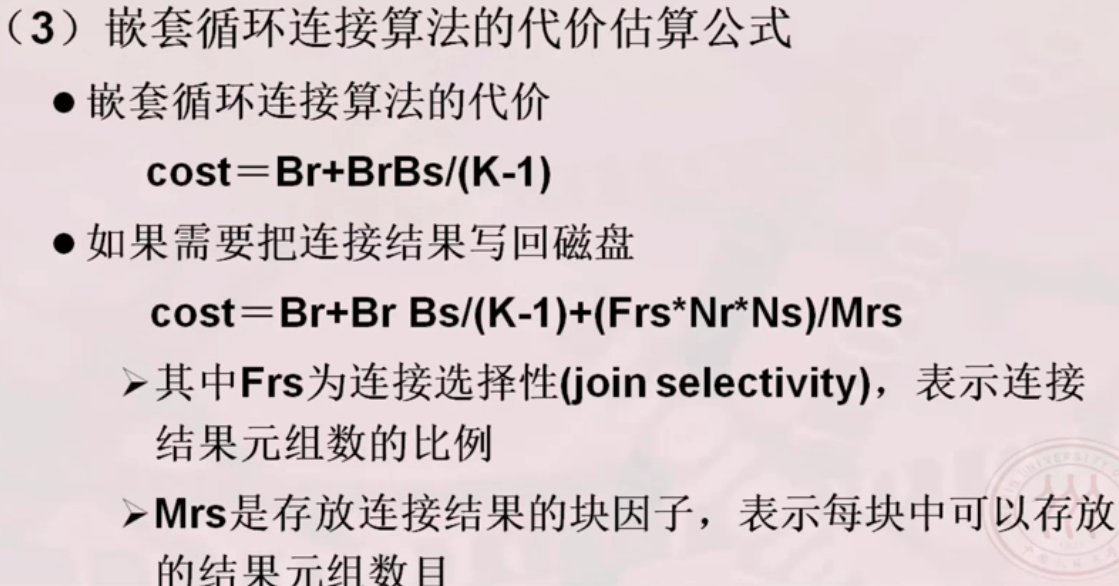 （3）嵌套循环连接算法的代价估算公式
● 嵌套循环连接算法的代价
cost＝Br+BrBs/(K-1)
● 如果需要把连接结果写回磁盘
cost＝Br+Br Bs/(K-1)+(Frs*Nr*Ns)/Mrs
➢ 其中Frs为连接选择性(join selectivity)，表示连接
结果元组数的比例
➢ Mrs是存放连接结果的块因子，表示每块中可以存放
的结果元组数目